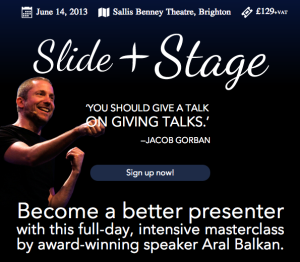 June 14, 2013 Sallis Benney Theatre, Brighton £129+VAT
Slide + Stage
‘YOU SHOULD GIVE A TALK
ON GIVING TALKS.’
—JACOB GORBAN
Sign up now!
Become a better presenter
with this full-day, intensive masterclass
by award-winning speaker Aral Balkan.